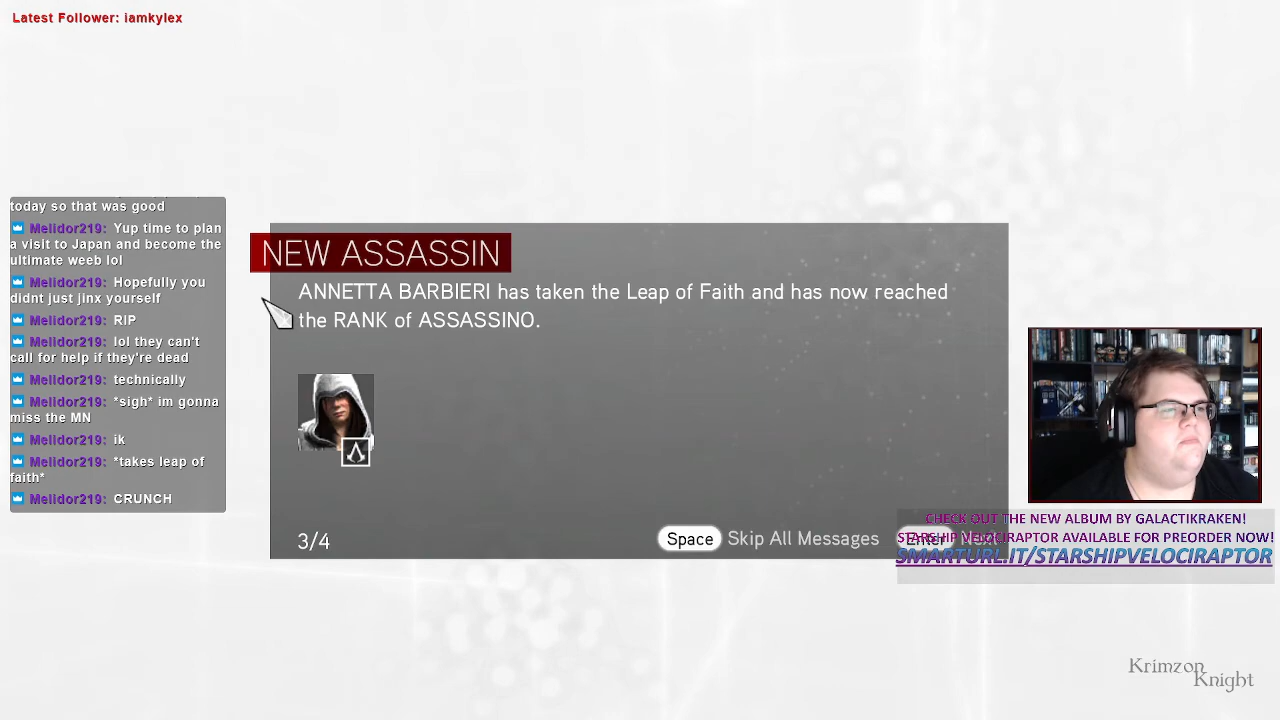 Latest Follower: iamkylex
today so that was good
Melidor219: Yup time to plan
a visit to Japan and become the
ultimate weeb lol
Melidor219: Hopefully you
didnt just jinx yourself
Melidor219: RIP
Melidor219: lol they can't
call for help if they're dead
Melidor219: technically
Melidor219: *sigh* im gonna
miss the MN
Melidor219: ik
Melidor219: *takes leap of
faith*
Melidor219: CRUNCH
NEW ASSASSIN
ANNETTA BARBIERI has taken the Leap of Faith and has now reached
the RANK of ASSASSINO.
3/4
Space Skip All Messages Enter Next
CHECK OUT THE NEW ALBUM BY GALACTIKRAKEN!
STARSHIP VELOCIRAPTOR AVAILABLE FOR PREORDER NOW!
SMARTURL.IT/STARSHIPVELOCIRAPTOR
Krimzon
Knight